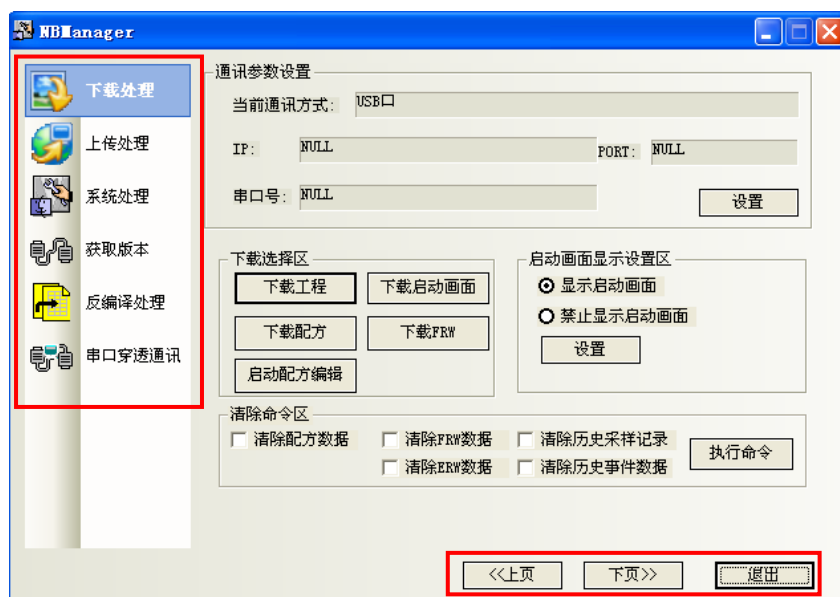 NBManager
下载处理
上传处理
系统处理
获取版本
反编译处理
串口穿透通讯
通讯参数设置
当前通讯方式: USB口
IP: NULL PORT: NULL
串口号: NULL 设置
下载选择区
下载工程 下载启动画面
下载配方 下载FRW
启动配方编辑
启动画面显示设置区
显示启动画面
禁止显示启动画面
设置
清除命令区
清除配方数据 清除FRW数据 清除历史采样记录
清除ERW数据 清除历史事件数据
执行命令
<<上页 下页>> 退出